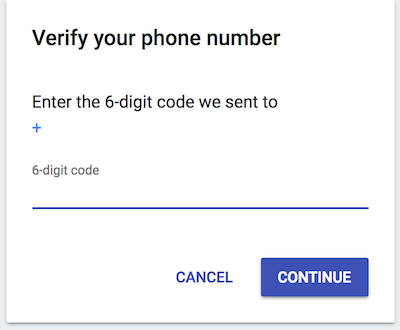 Verify your phone number
Enter the 6-digit code we sent to
+
6-digit code
CANCEL CONTINUE